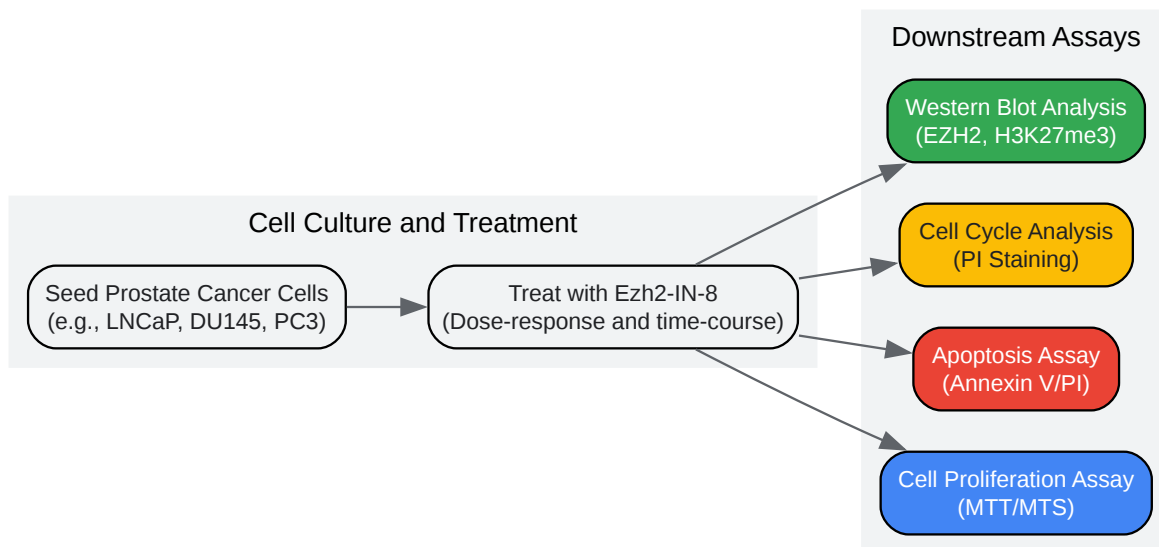 Cell Culture and Treatment
Seed Prostate Cancer Cells
(e.g., LNCaP, DU145, PC3)
Treat with Ezh2-IN-8
(Dose-response and time-course)
Downstream Assays
Western Blot Analysis
(EZH2, H3K27me3)
Cell Cycle Analysis
(PI Staining)
Apoptosis Assay
(Annexin V/PI)
Cell Proliferation Assay
(MTT/MTS)